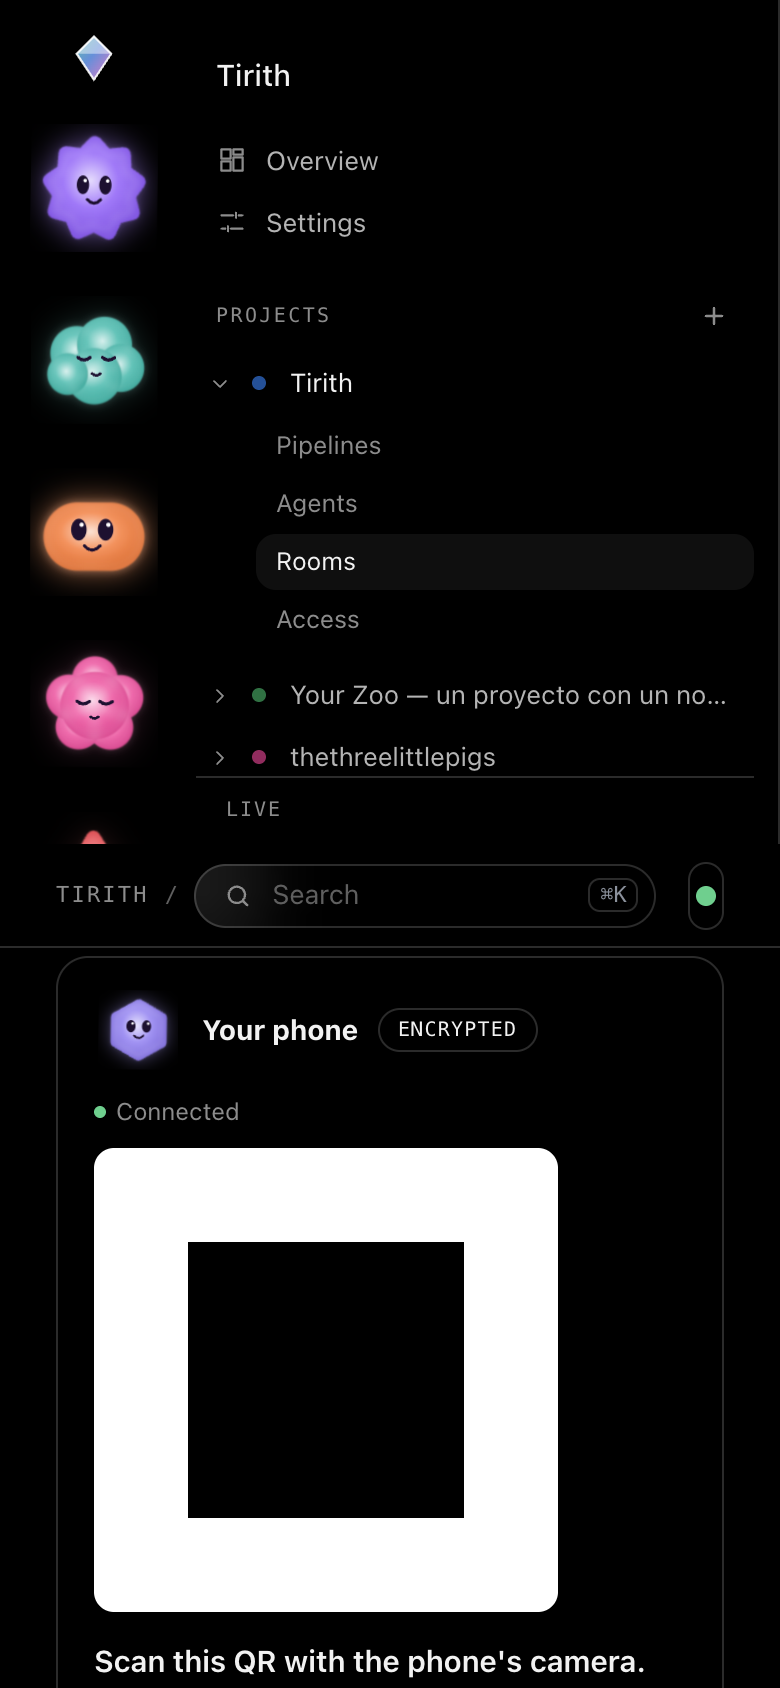 Tirith
Overview
Settings
PROJECTS
Tirith
Pipelines
Agents
Rooms
Access
Your Zoo — un proyecto con un no...
thethreelittlepigs
LIVE
TIRITH / Search ⌘K
Your phone ENCRYPTED
Connected
Scan this QR with the phone's camera.